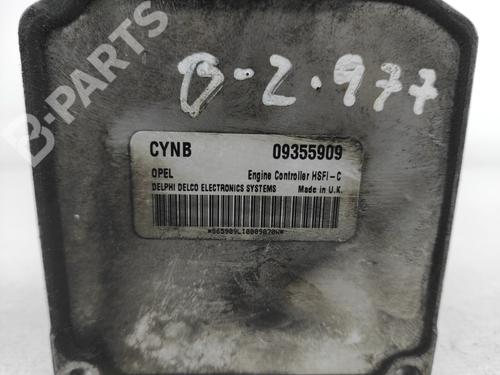 B-PARTS
B-2.977
CYNB 09355909
OPEL Engine Controller HSFI-C
DELPHI DELCO ELECTRONICS SYSTEMS Made in U.K.